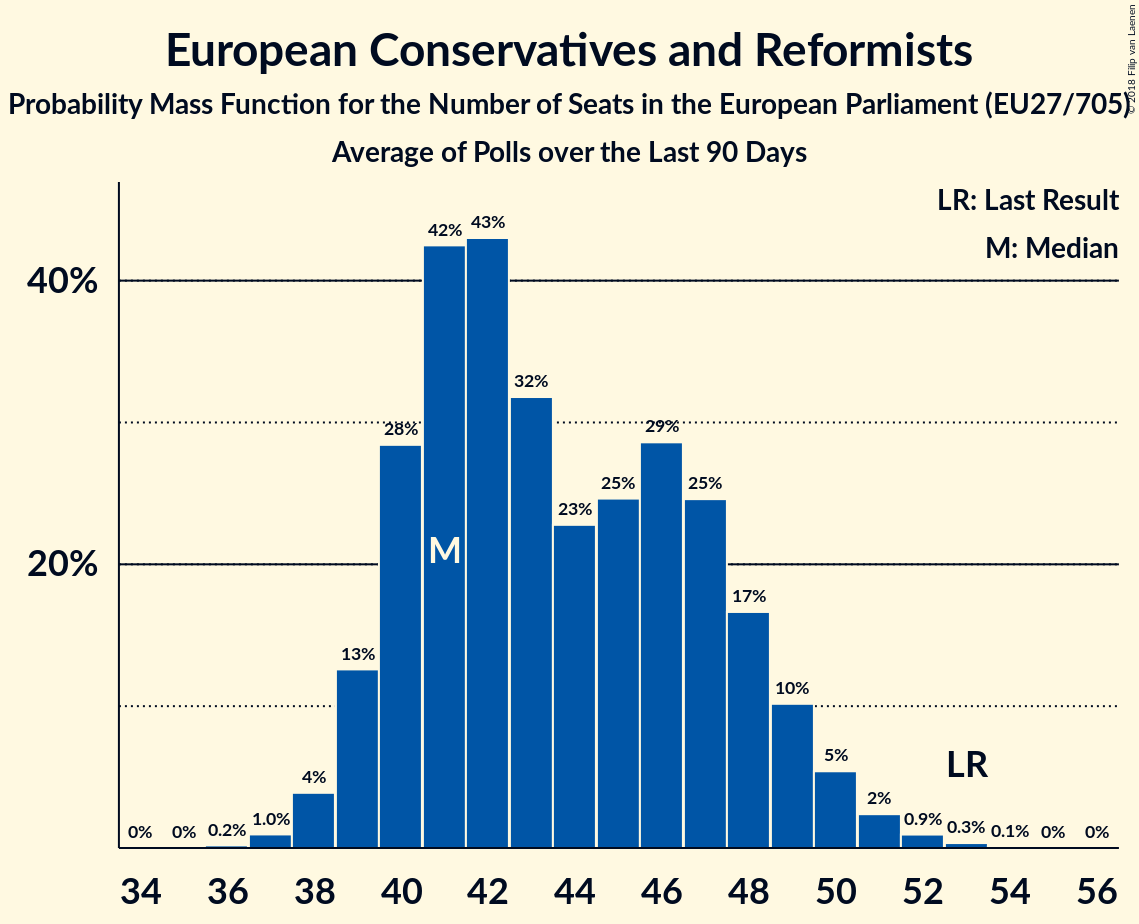 European Conservatives and Reformists
Probability Mass Function for the Number of Seats in the European Parliament (EU27/705)
Average of Polls over the Last 90 Days
© 2018 Filip van Laenen
LR: Last Result
M: Median
40%
20%
0%
0%
0.2%
1.0%
4%
13%
28%
42%
43%
32%
23%
25%
29%
25%
17%
10%
5%
2%
0.9%
0.3%
0.1%
0%
0%
M
LR
34 36 38 40 42 44 46 48 50 52 54 56